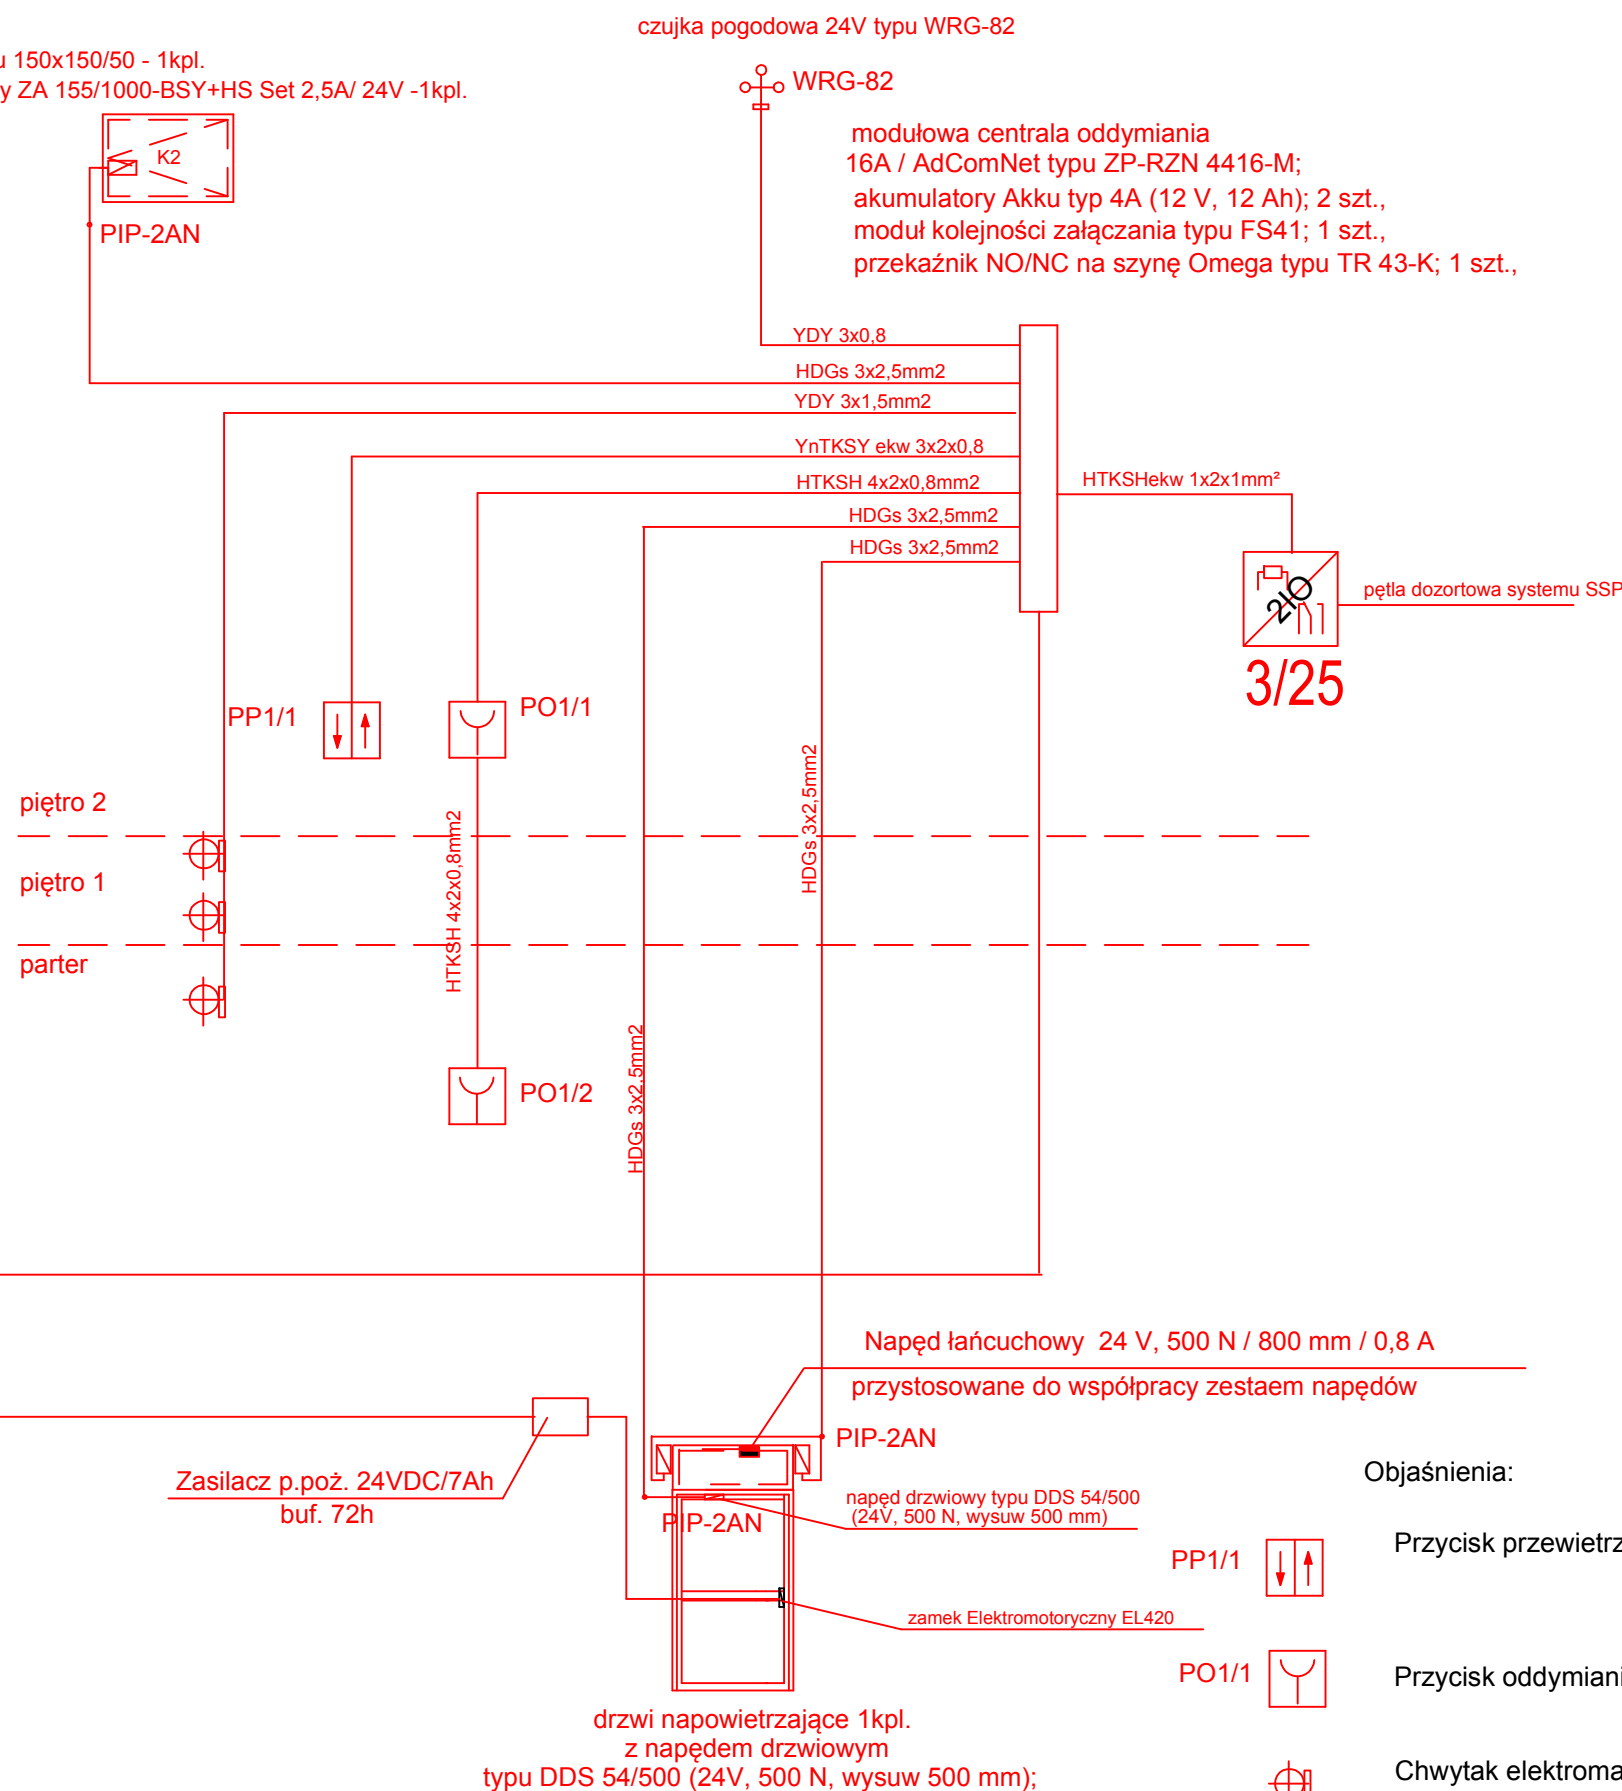 czujka pogodowa 24V typu WRG-82
150x150/50 - 1kpl.
ZA 155/1000-BSY+HS Set 2,5A/ 24V -1kpl.
WRG-82
K2
PIP-2AN
modułowa centrala oddymiania
16A / AdComNet typu ZP-RZN 4416-M;
akumulatory Akku typ 4A (12 V, 12 Ah); 2 szt.,
moduł kolejności załączania typu FS41; 1 szt.,
przekaźnik NO/NC na szynę Omega typu TR 43-K; 1 szt.,
YDY 3x0,8
HDGs 3x2,5mm2
YDY 3x1,5mm2
YnTKSY ekw 3x2x0,8
HTKSH 4x2x0,8mm2
HDGs 3x2,5mm2
HDGs 3x2,5mm2
HTKSHekw 1x2x1mm²
2IO
pętla dozortowa systemu SSP
3/25
PP1/1
PO1/1
HDGs 3x2,5mm2
piętro 2
HTKSH 4x2x0,8mm2
piętro 1
parter
HDGs 3x2,5mm2
PO1/2
Napęd łańcuchowy 24 V, 500 N / 800 mm / 0,8 A
przystosowane do współpracy zestaem napędów
PIP-2AN
Zasilacz p.poż. 24VDC/7Ah
buf. 72h
PIP-2AN
napęd drzwiowy typu DDS 54/500
(24V, 500 N, wysuw 500 mm)
zamek Elektromotoryczny EL420
drzwi napowietrzające 1kpl.
z napędem drzwiowym
typu DDS 54/500 (24V, 500 N, wysuw 500 mm);
Objaśnienia:
PP1/1
Przycisk przewietrz
PO1/1
Przycisk oddymiani
Chwytak elektroma